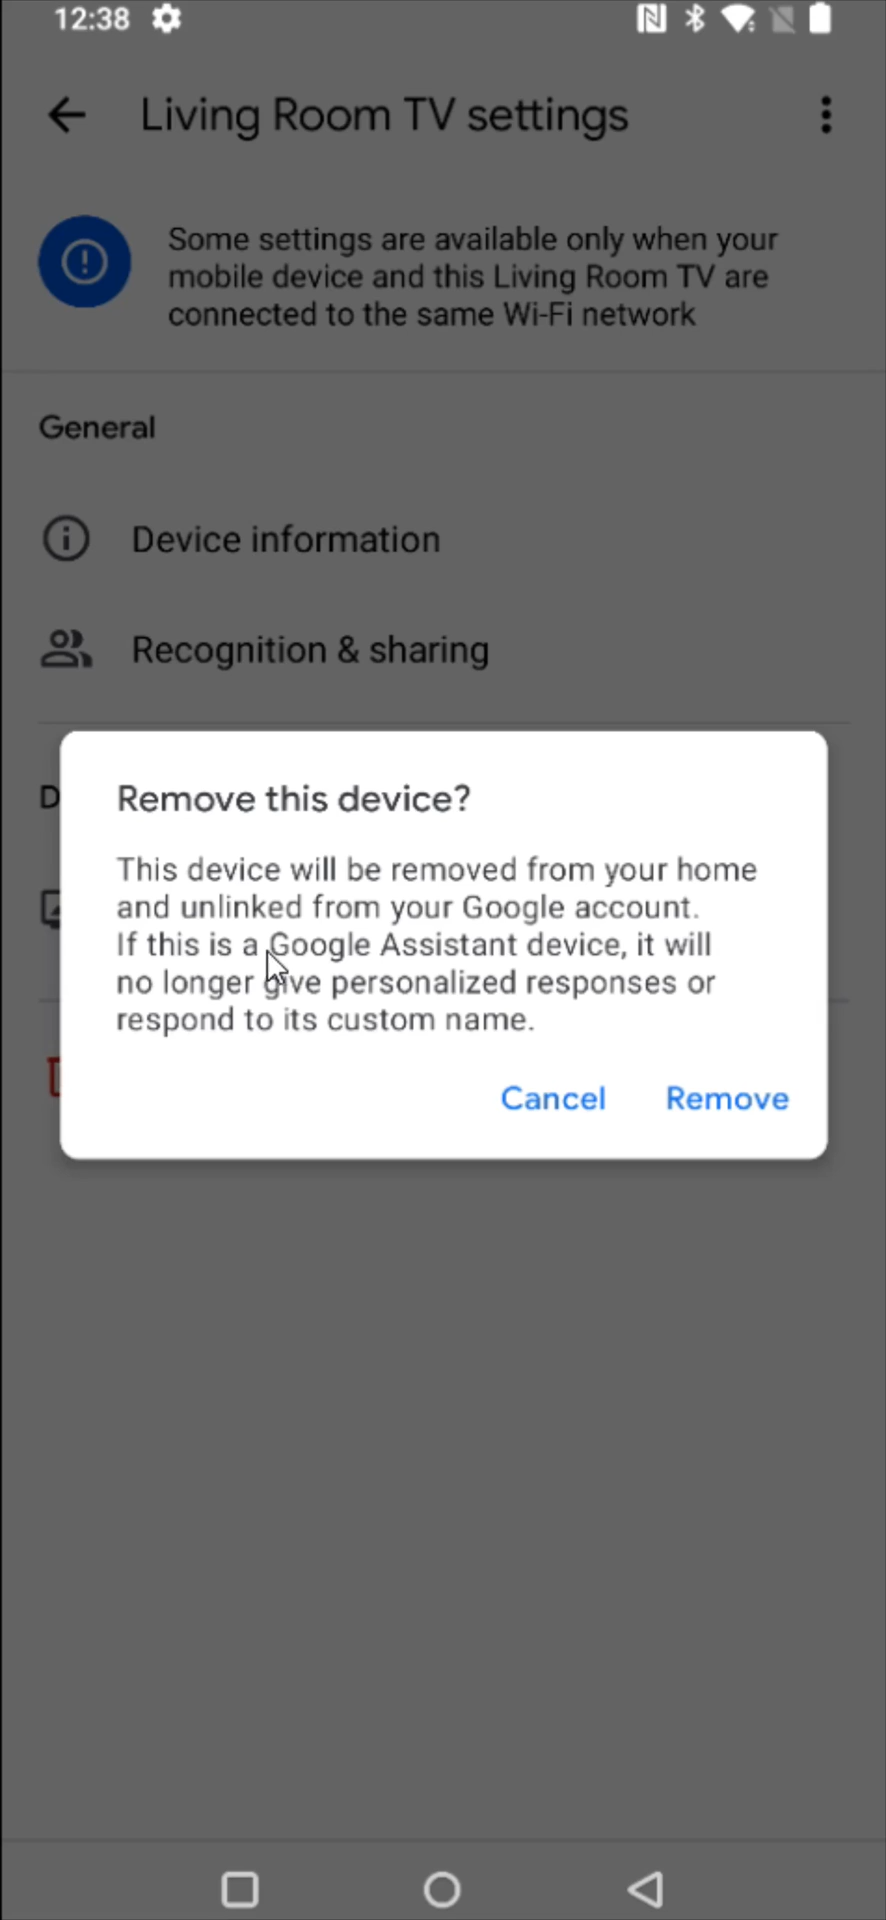 12:38
Living Room TV settings
Some settings are available only when your
mobile device and this Living Room TV are
connected to the same Wi-Fi network
General
Device information
Recognition & sharing
D
Remove this device?
This device will be removed from your home
and unlinked from your Google account.
If this is a Google Assistant device, it will
no longer give personalized responses or
respond to its custom name.
Cancel Remove